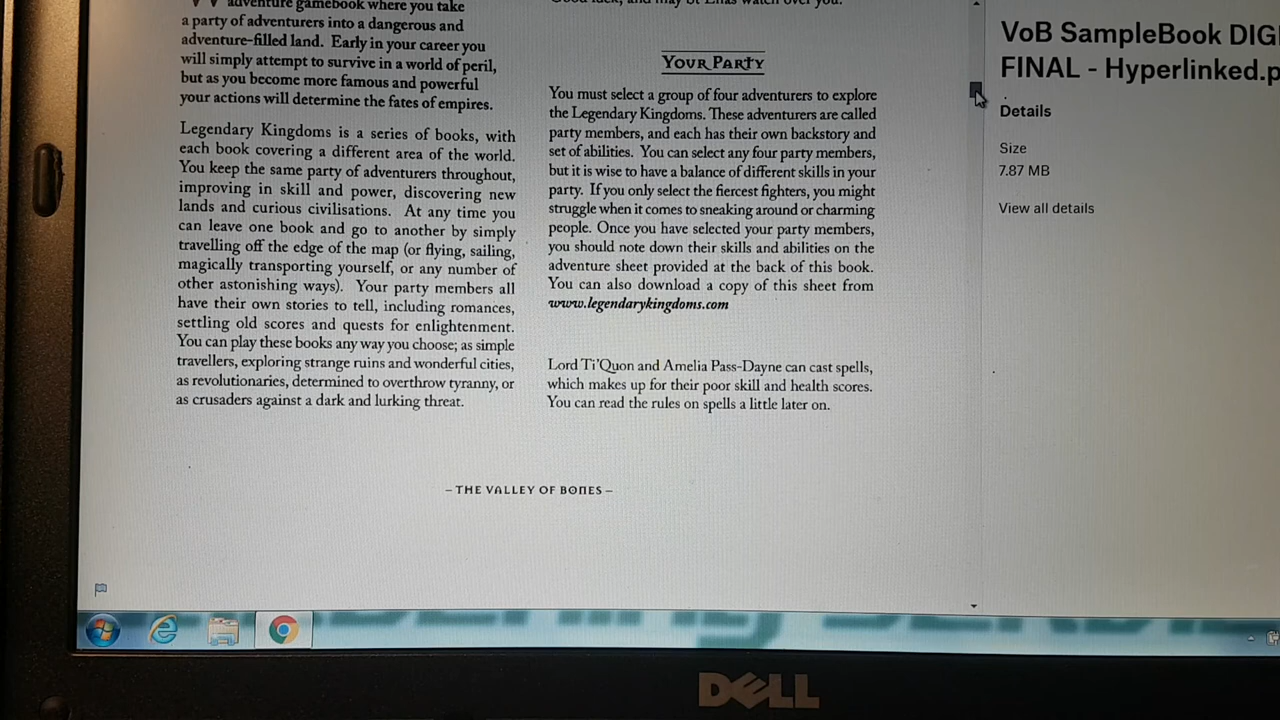 adventure gamebook where you take
a party of adventurers into a dangerous and
adventure-filled land. Early in your career you
will simply attempt to survive in a world of peril,
but as you become more famous and powerful
your actions will determine the fates of empires.
Legendary Kingdoms is a series of books, with
each book covering a different area of the world.
You keep the same party of adventurers throughout,
improving in skill and power, discovering new
lands and curious civilisations. At any time you
can leave one book and go to another by simply
travelling off the edge of the map (or flying, sailing,
magically transporting yourself, or any number of
other astonishing ways). Your party members all
have their own stories to tell, including romances,
settling old scores and quests for enlightenment.
You can play these books any way you choose; as simple
travellers, exploring strange ruins and wonderful cities,
as revolutionaries, determined to overthrow tyranny, or
as crusaders against a dark and lurking threat.
Good luck, and may St Elias watch over you.
Your Party
You must select a group of four adventurers to explore
the Legendary Kingdoms. These adventurers are called
party members, and each has their own backstory and
set of abilities. You can select any four party members,
but it is wise to have a balance of different skills in your
party. If you only select the fiercest fighters, you might
struggle when it comes to sneaking around or charming
people. Once you have selected your party members,
you should note down their skills and abilities on the
adventure sheet provided at the back of this book.
You can also download a copy of this sheet from
www.legendarykingdoms.com
Lord Ti'Quon and Amelia Pass-Dayne can cast spells,
which makes up for their poor skill and health scores.
You can read the rules on spells a little later on.
– THE VALLEY OF BONES –
VoB SampleBook DIGI
FINAL - Hyperlinked.p
Details
Size
7.87 MB
View all details
DELL